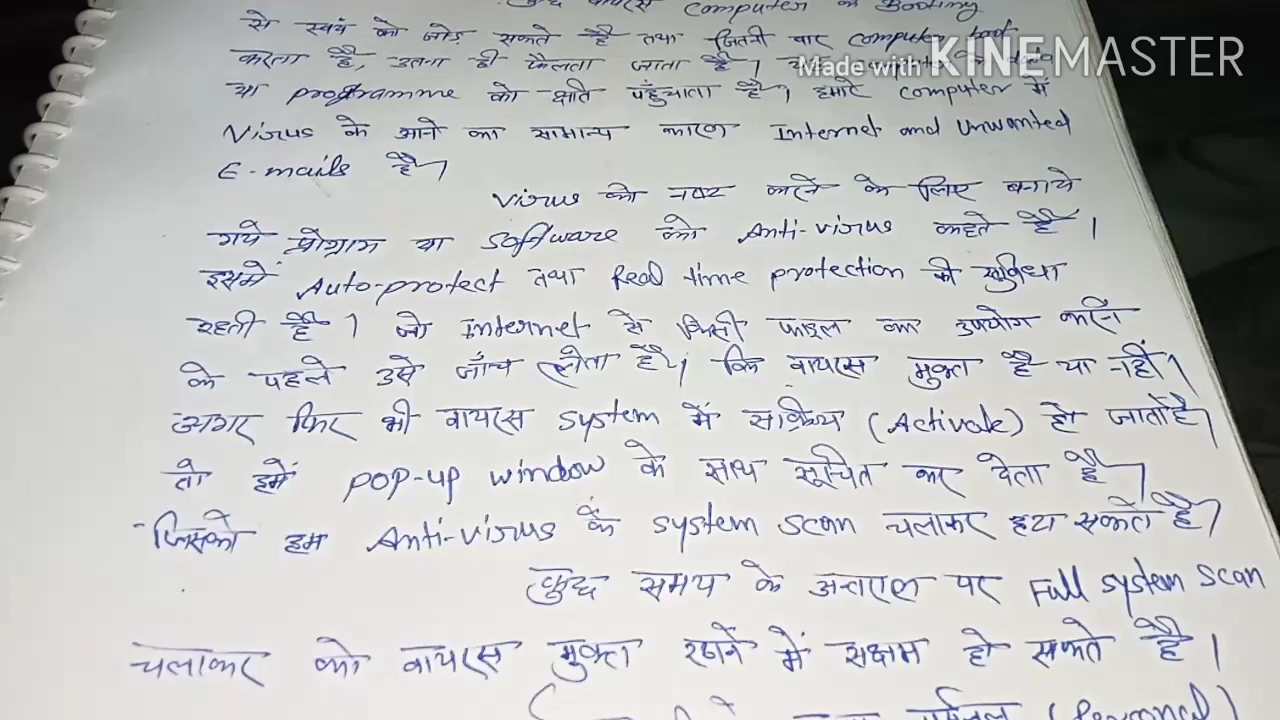 कुछ वायरस Computer के Booting
से स्वयं को जोड़ सकते है तथा जितनी बार Computer boot
करता है, उतना ही फैलता जाता है।
Made with KINEMASTER
या programme को क्षति पहुँचाता है। हमारे Computer में
Virus के आने का सामान्य कारण Internet and Unwanted
E-mails है।
Virus को नष्ट करने के लिए बनाये
गये प्रोग्राम या Software को Anti-virus कहते है।
इसमें Auto-protect तथा Real time protection की सुविधा
रहती है। जो Internet से किसी फाइल का उपयोग करने
के पहले उसे जाँच लेता है। कि वायरस मुक्त है या नहीं।
अगर फिर भी वायरस System में सक्रिय (Activate) हो जाता है।
तो हमें POP-up window के साथ सूचित कर देता है।
जिसको हम Anti-virus के System Scan चलाकर हटा सकते है।
कुछ समय के अन्तराल पर Full System Scan
चलाकर को वायरस मुक्त रखने में सक्षम हो सकते है।
(Personnel)